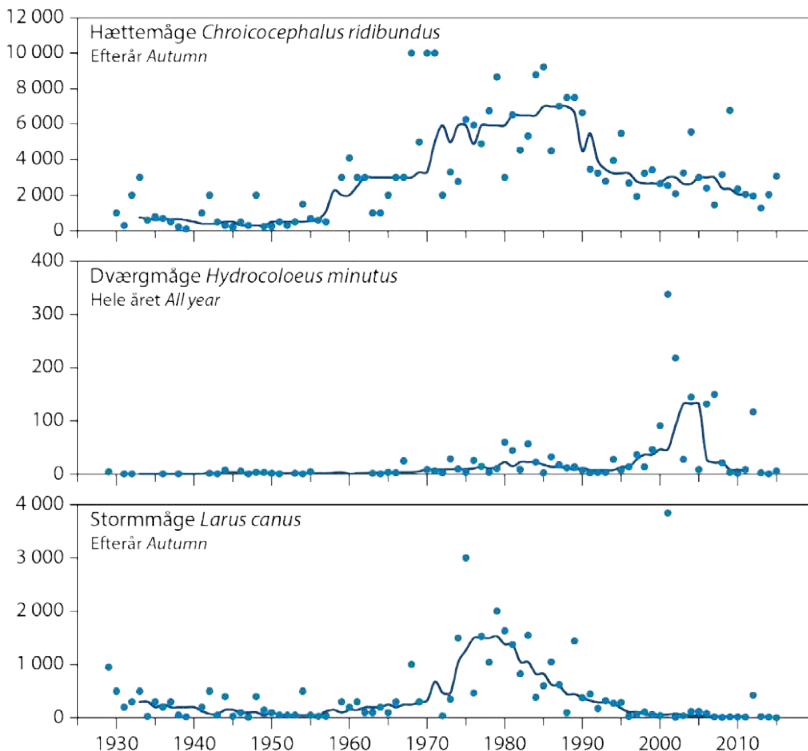 12 000
Hættemåge Chroicocephalus ridibundus
10 000
Efterår Autumn
8 000
6 000
4 000
2 000
0
400
Dværgmåge Hydrocoloeus minutus
Hele året All year
300
200
100
0
4 000
Stormmåge Larus canus
Efterår Autumn
3 000
2 000
1 000
0
1930 1940 1950 1960 1970 1980 1990 2000 2010